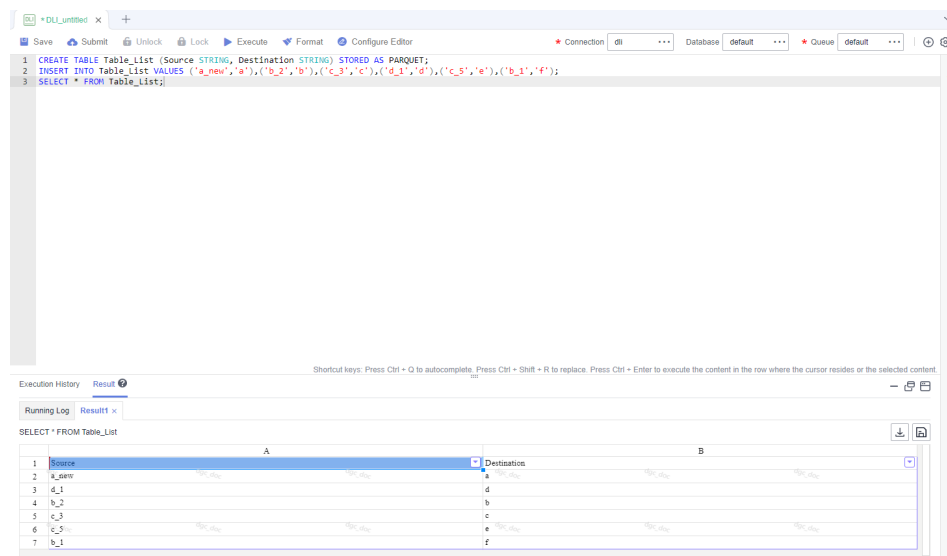 DLI * DLI_untitled × +
Save Submit Unlock Lock Execute Format Configure Editor * Connection dli ... Database default ... * Queue default ...
1 CREATE TABLE Table_List (Source STRING, Destination STRING) STORED AS PARQUET;
2 INSERT INTO Table_List VALUES ('a_new','a'),('b_2','b'),('c_3','c'),('d_1','d'),('c_5','e'),('b_1','f');
3 SELECT * FROM Table_List;
Shortcut keys: Press Ctrl + Q to autocomplete. Press Ctrl + Shift + R to replace. Press Ctrl + Enter to execute the content in the row where the cursor resides or the selected content.
Execution History Result ?
Running Log Result1 ×
SELECT * FROM Table_List
A B
1 Source Destination
2 a_new a
3 d_1 d
4 b_2 b
5 c_3 c
6 c_5 e
7 b_1 f